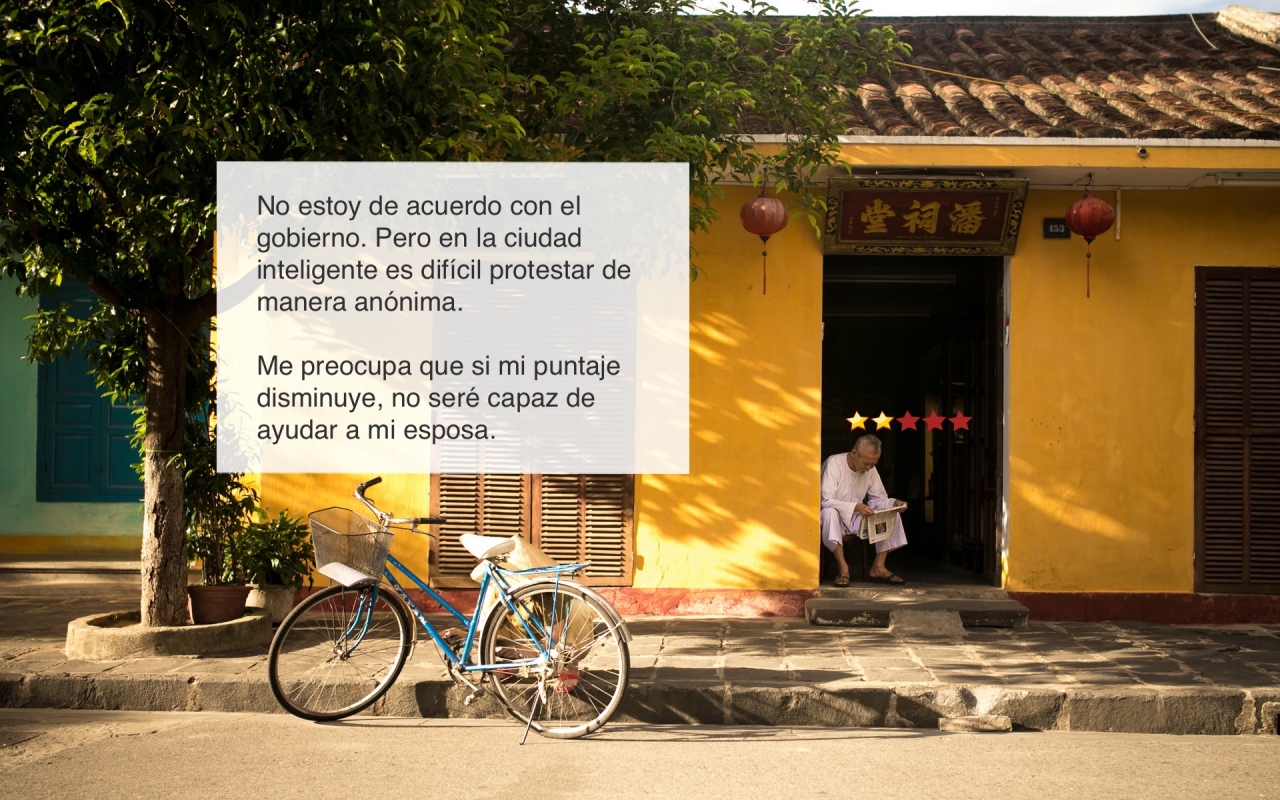 No estoy de acuerdo con el
gobierno. Pero en la ciudad
inteligente es difícil protestar de
manera anónima.
Me preocupa que si mi puntaje
disminuye, no seré capaz de
ayudar a mi esposa.
堂祠潘
153